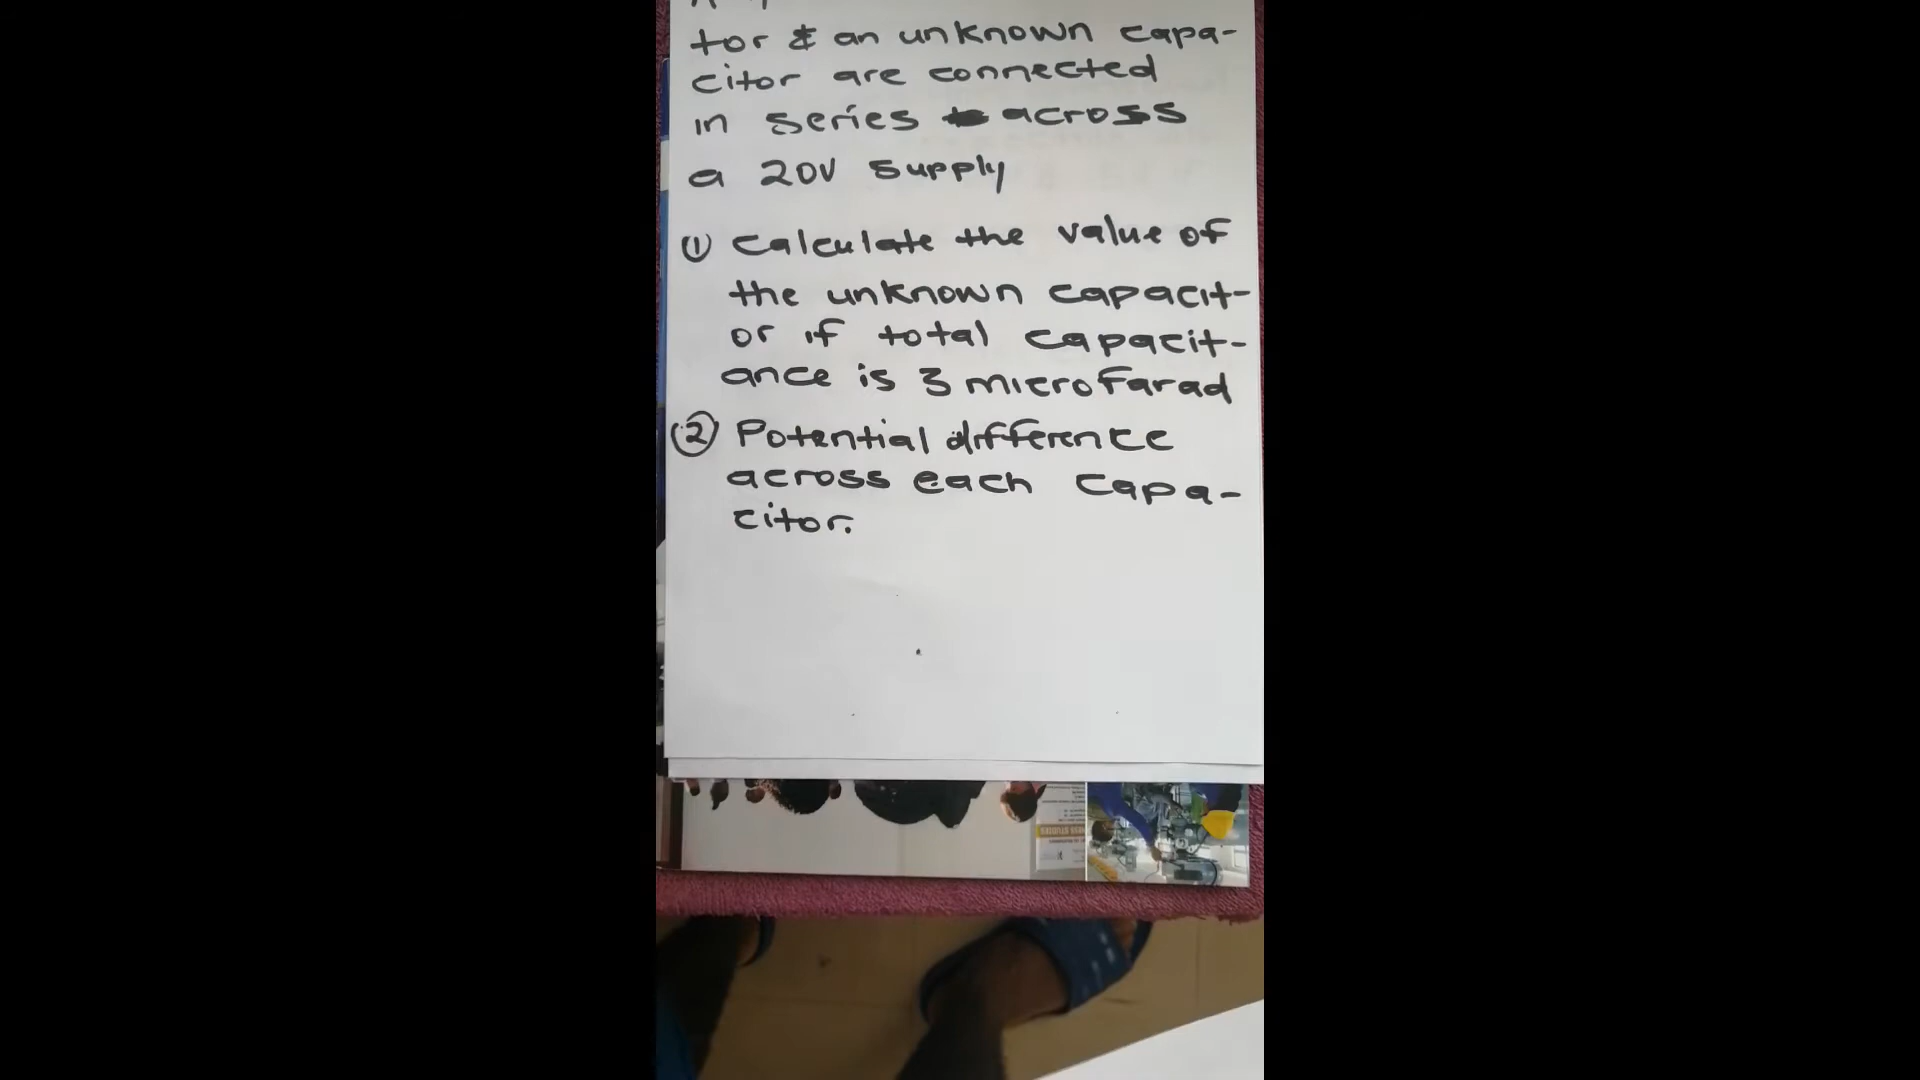 tor & an unknown capa-
citor are connected
in series across
a 20V supply
① Calculate the value of
the unknown capacit-
or if total capacit-
ance is 3 microfarad
② Potential difference
across each capa-
citor.